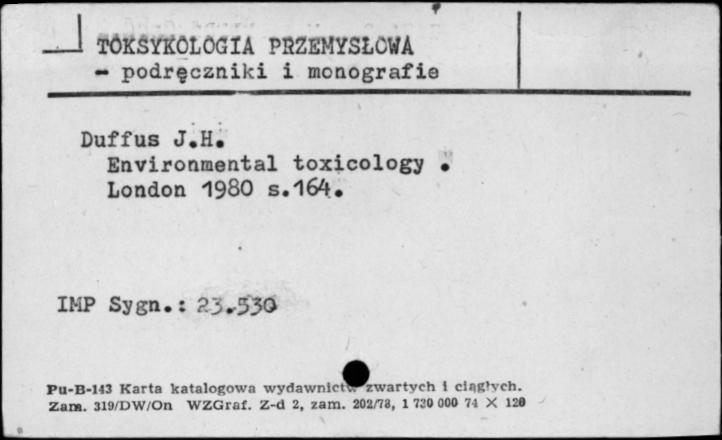 TOKSYKOLOGIA PRZEMYSŁOWA
- podręczniki i monografie
Duffus J.H.
Environmental toxicology .
London 1980 s.164.
IMP Sygn.: 23.530
Pu-B-143 Karta katalogowa wydawnictw zwartych i ciągłych.
Zam. 319/DW/On WZGraf. Z-d 2, zam. 202/78, 1 730 000 74 X 120